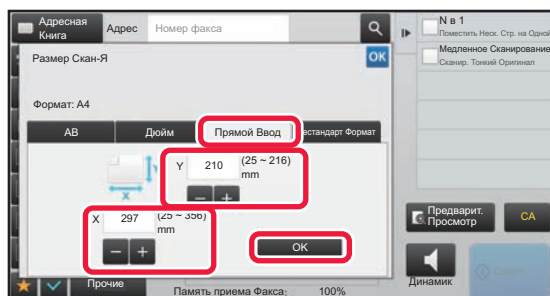 Адресная
Книга
Адрес
Номер факса
N в 1
Поместить Неск. Стр. на Одной
Размер Скан-Я
OK
Медленное Сканирование
Сканир. Тонкий Оригинал
Формат: A4
AB
Дюйм
Прямой Ввод
естандарт Формат
Y
Y
210
(25 ~ 216)
mm
X
X
297
(25 ~ 356)
mm
OK
Предварит.
Просмотр
CA
Старт
Прочие
Память приема Факса:
100%
Динамик